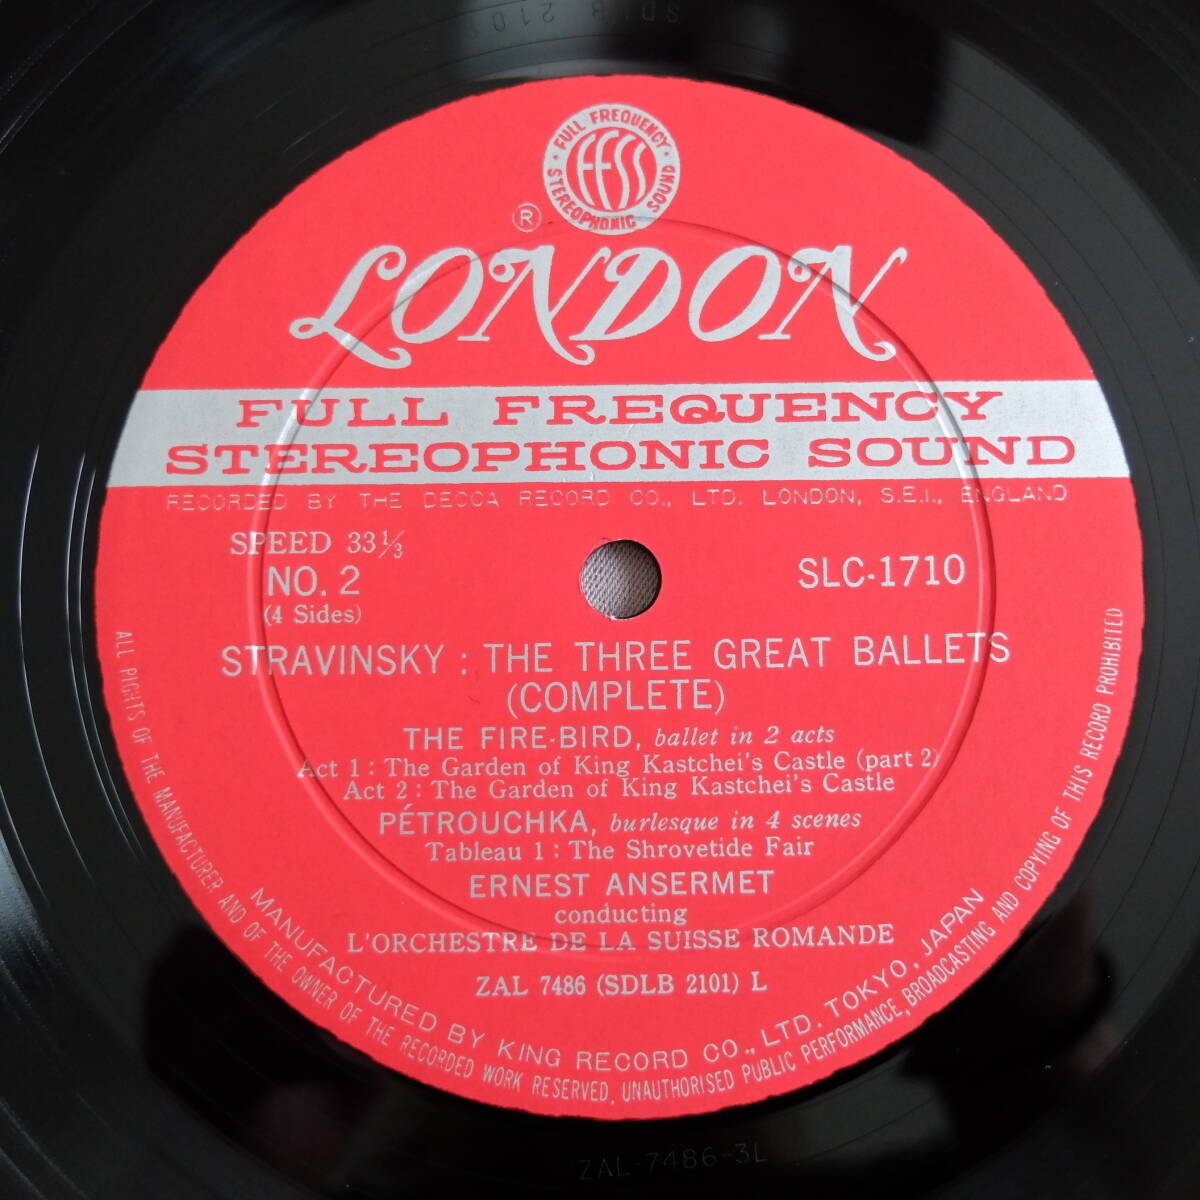 SDLB 2101
FULL FREQUENCY
STEREOPHONIC SOUND
FFSS
®
LONDON
FULL FREQUENCY
STEREOPHONIC SOUND
RECORDED BY THE DECCA RECORD CO., LTD. LONDON, S.E.I., ENGLAND
SPEED 33⅓
NO. 2
(4 Sides)
SLC-1710
STRAVINSKY : THE THREE GREAT BALLETS
(COMPLETE)
THE FIRE-BIRD, ballet in 2 acts
Act 1 : The Garden of King Kastchei's Castle (part 2)
Act 2 : The Garden of King Kastchei's Castle
PÉTROUCHKA, burlesque in 4 scenes
Tableau 1 : The Shrovetide Fair
ERNEST ANSERMET
conducting
L'ORCHESTRE DE LA SUISSE ROMANDE
ZAL 7486 (SDLB 2101) L
MANUFACTURED BY KING RECORD CO., LTD. TOKYO, JAPAN
ALL PIGHTS OF THE MANUFACTURER AND OF THE OWNER OF THE RECORDED WORK RESERVED, UNAUTHORISED PUBLIC PERFORMANCE, BROADCASTING AND COPYING OF THIS RECORD PROHIBITED
ZAL-7486-3L